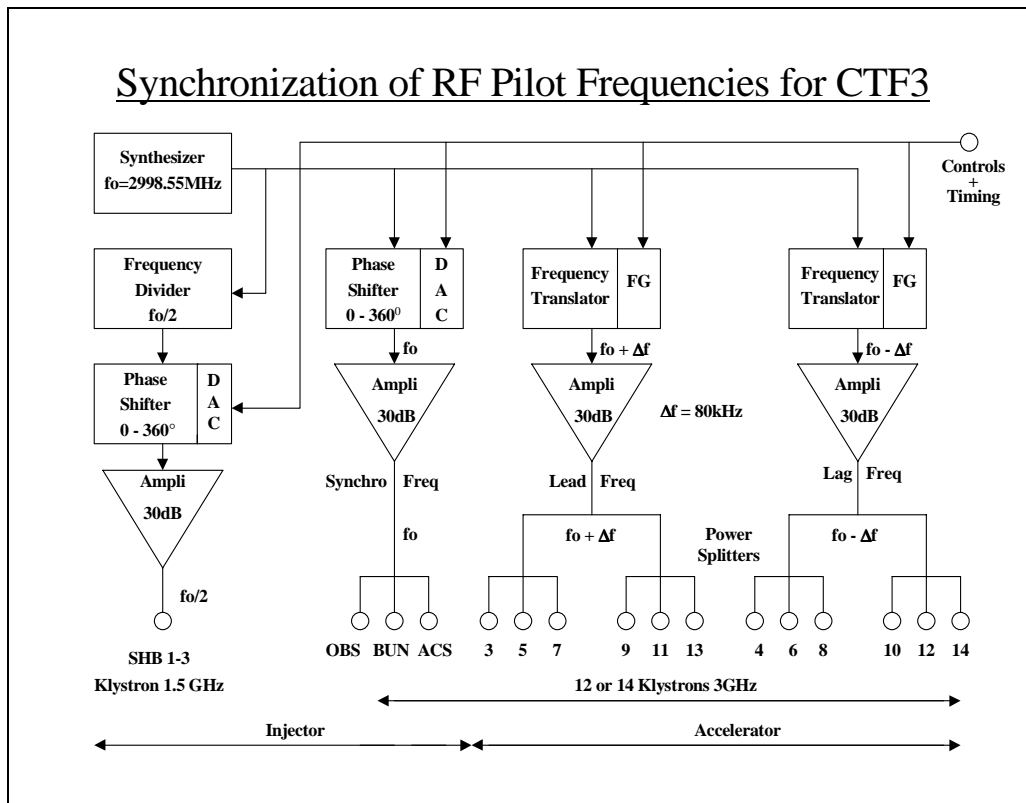 Synchronization of RF Pilot Frequencies for CTF3
Synthesizer
fo=2998.55MHz
Controls
+
Timing
Frequency
Divider
fo/2
Phase
Shifter
0 - 360⁰
D
A
C
Frequency
Translator
FG
Frequency
Translator
FG
fo
fo + Δf
fo - Δf
Phase
Shifter
0 - 360°
D
A
C
Ampli
30dB
Ampli
30dB
Δf = 80kHz
Ampli
30dB
Ampli
30dB
Synchro Freq
Lead Freq
Lag Freq
fo
fo + Δf
Power
Splitters
fo - Δf
fo/2
OBS BUN ACS 3 5 7 9 11 13 4 6 8 10 12 14
SHB 1-3
Klystron 1.5 GHz
12 or 14 Klystrons 3GHz
Injector
Accelerator